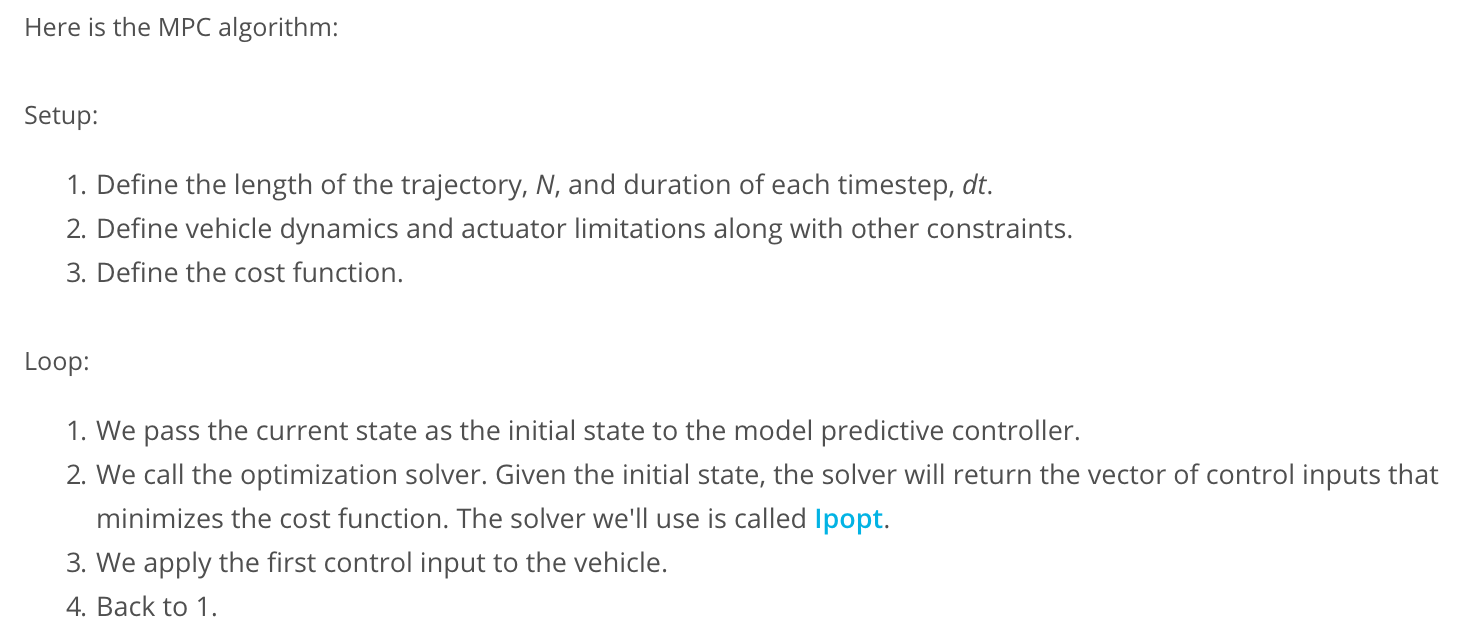 Here is the MPC algorithm:
Setup:
1. Define the length of the trajectory, N, and duration of each timestep, dt.
2. Define vehicle dynamics and actuator limitations along with other constraints.
3. Define the cost function.
Loop:
1. We pass the current state as the initial state to the model predictive controller.
2. We call the optimization solver. Given the initial state, the solver will return the vector of control inputs that
minimizes the cost function. The solver we'll use is called Ipopt.
3. We apply the first control input to the vehicle.
4. Back to 1.